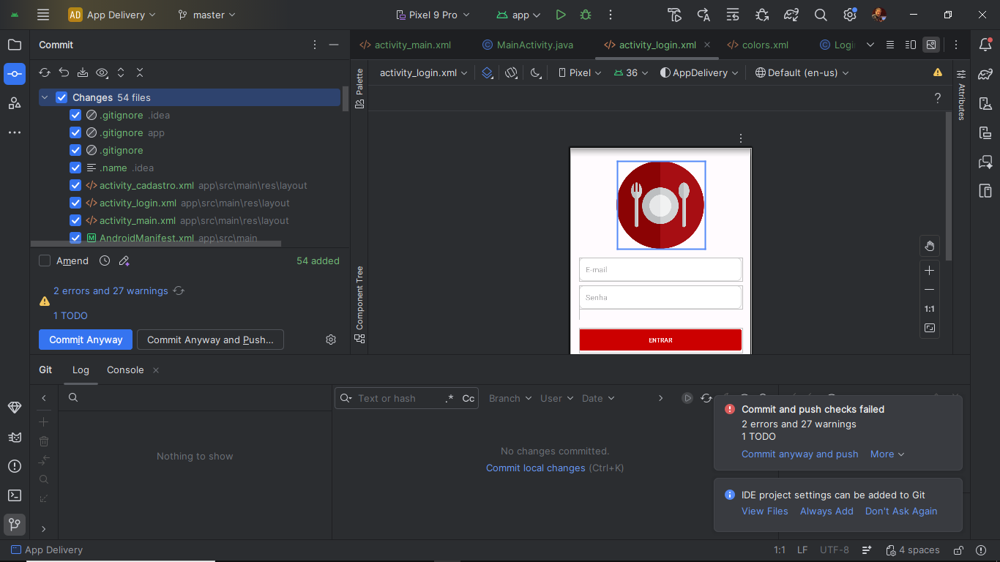 AD App Delivery master Pixel 9 Pro app
Commit
activity_main.xml MainActivity.java activity_login.xml colors.xml Logi
activity_login.xml Pixel 36 AppDelivery Default (en-us)
Palette
Attributes
?
Changes 54 files
.gitignore .idea
.gitignore app
.gitignore
.name .idea
activity_cadastro.xml app\src\main\res\layout
activity_login.xml app\src\main\res\layout
activity_main.xml app\src\main\res\layout
M AndroidManifest.xml app\src\main
Amend 54 added
2 errors and 27 warnings
1 TODO
Commit Anyway Commit Anyway and Push...
Component Tree
E-mail
Senha
ENTRAR
1:1
Git Log Console
Text or hash .* Cc Branch User Date
Nothing to show
No changes committed.
Commit local changes (Ctrl+K)
Commit and push checks failed
2 errors and 27 warnings
1 TODO
Commit anyway and push More
IDE project settings can be added to Git
View Files Always Add Don't Ask Again
App Delivery 1:1 LF UTF-8 4 spaces